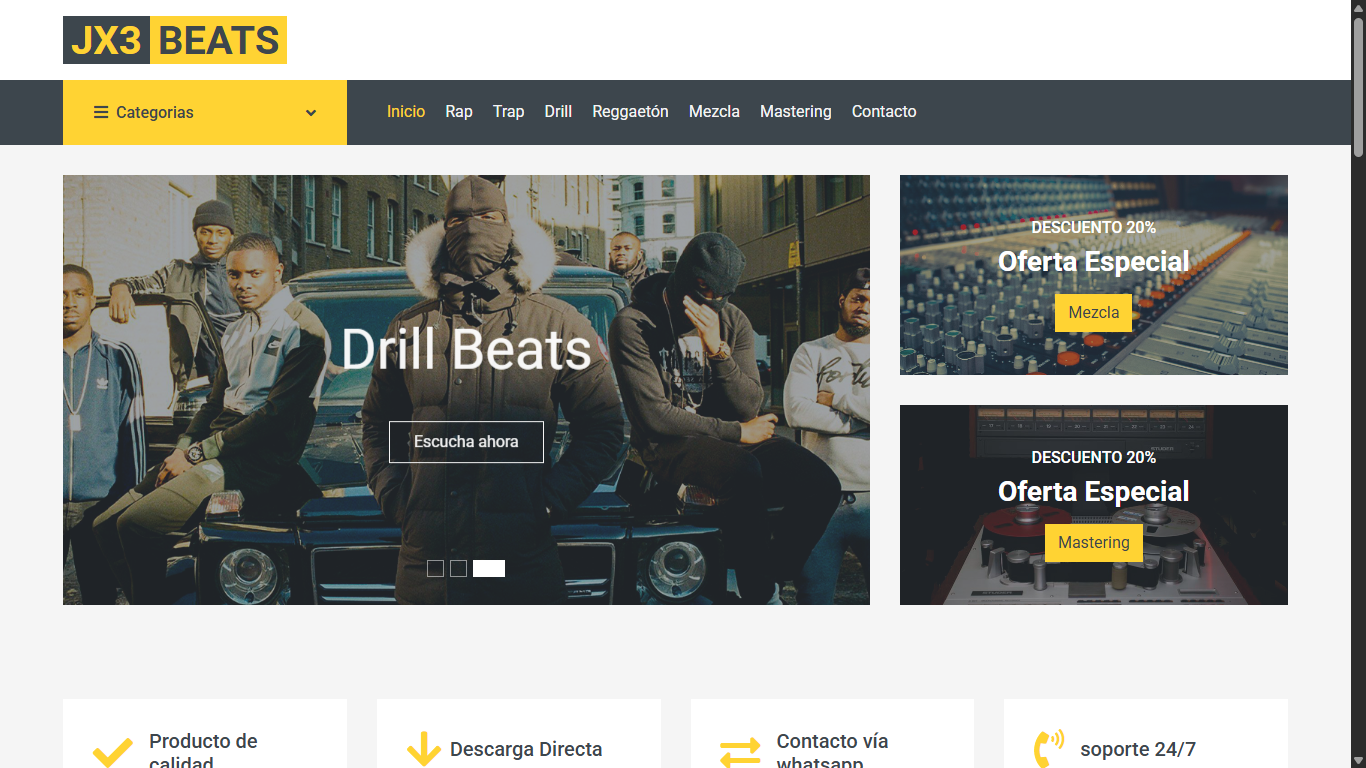 JX3 BEATS
Categorias
Inicio Rap Trap Drill Reggaetón Mezcla Mastering Contacto
Drill Beats
Escucha ahora
DESCUENTO 20%
Oferta Especial
Mezcla
DESCUENTO 20%
Oferta Especial
Mastering
Producto de
calidad
Descarga Directa
Contacto vía
whatsapp
soporte 24/7